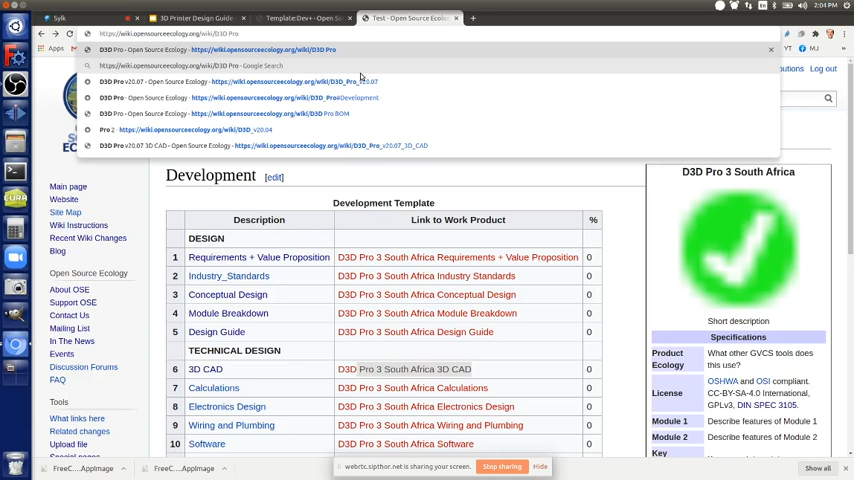 Sylk
3D Printer Design Guide
Template:Dev+ - Open So
Test - Open Source Ecolog
2:04 PM
https://wiki.opensourceecology.org/wiki/D3D Pro
D3D Pro - Open Source Ecology - https://wiki.opensourceecology.org/wiki/D3D Pro
https://wiki.opensourceecology.org/wiki/D3D Pro - Google Search
D3D Pro v20.07 - Open Source Ecology - https://wiki.opensourceecology.org/wiki/D3D_Pro_v20.07
D3D Pro - Open Source Ecology - https://wiki.opensourceecology.org/wiki/D3D_Pro#Development
D3D Pro - Open Source Ecology - https://wiki.opensourceecology.org/wiki/D3D Pro BOM
Pro 2 - https://wiki.opensourceecology.org/wiki/D3D_v20.04
D3D Pro v20.07 3D CAD - Open Source Ecology - https://wiki.opensourceecology.org/wiki/D3D_Pro_v20.07_3D_CAD
YT
MJ
butions Log out
Main page
Website
Site Map
Wiki Instructions
Recent Wiki Changes
Blog
Open Source Ecology
About OSE
Support OSE
Contact Us
Mailing List
In The News
Events
Discussion Forums
FAQ
Tools
What links here
Related changes
Upload file
Development [edit]
Development Template
Description Link to Work Product %
DESIGN
1 Requirements + Value Proposition D3D Pro 3 South Africa Requirements + Value Proposition 0
2 Industry_Standards D3D Pro 3 South Africa Industry Standards 0
3 Conceptual Design D3D Pro 3 South Africa Conceptual Design 0
4 Module Breakdown D3D Pro 3 South Africa Module Breakdown 0
5 Design Guide D3D Pro 3 South Africa Design Guide 0
TECHNICAL DESIGN
6 3D CAD D3D Pro 3 South Africa 3D CAD 0
7 Calculations D3D Pro 3 South Africa Calculations 0
8 Electronics Design D3D Pro 3 South Africa Electronics Design 0
9 Wiring and Plumbing D3D Pro 3 South Africa Wiring and Plumbing 0
10 Software D3D Pro 3 South Africa Software 0
D3D Pro 3 South Africa
Short description
Specifications
Product Ecology What other GVCS tools does this use?
License OSHWA and OSI compliant. CC-BY-SA-4.0 International, GPLv3, DIN SPEC 3105.
Module 1 Describe features of Module 1
Module 2 Describe features of Module 2
Key
FreeC....AppImage
FreeC....AppImage
webrtc.sipthor.net is sharing your screen.
Stop sharing
Hide
Show all